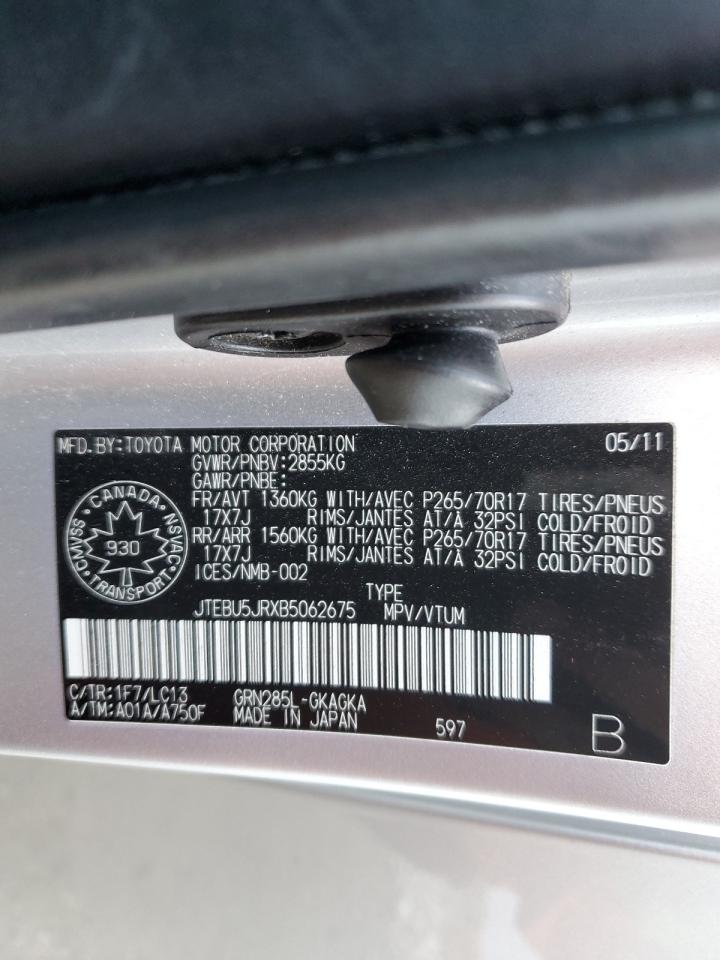 MFD. BY:TOYOTA MOTOR CORPORATION 05/11
GVWR/PNBV:2855KG
GAWR/PNBE:
FR/AVT 1360KG WITH/AVEC P265/70R17 TIRES/PNEUS
17X7J RIMS/JANTES AT/À 32PSI COLD/FROID
RR/ARR 1560KG WITH/AVEC P265/70R17 TIRES/PNEUS
17X7J RIMS/JANTES AT/À 32PSI COLD/FROID
ICES/NMB-002
CANADA
CMVSS NSVAC
930
TRANSPORT
TYPE
JTEBU5JRXB5062675 MPV/VTUM
C/TR:1F7/LC13 GRN285L-GKAGKA
A/TM:A01A/A750F MADE IN JAPAN 597 B